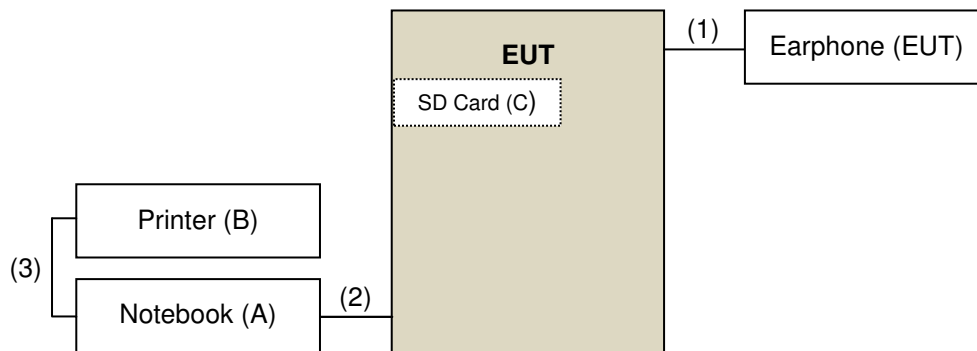 (1)
Earphone (EUT)
EUT
SD Card (C)
Printer (B)
(3)
(2)
Notebook (A)